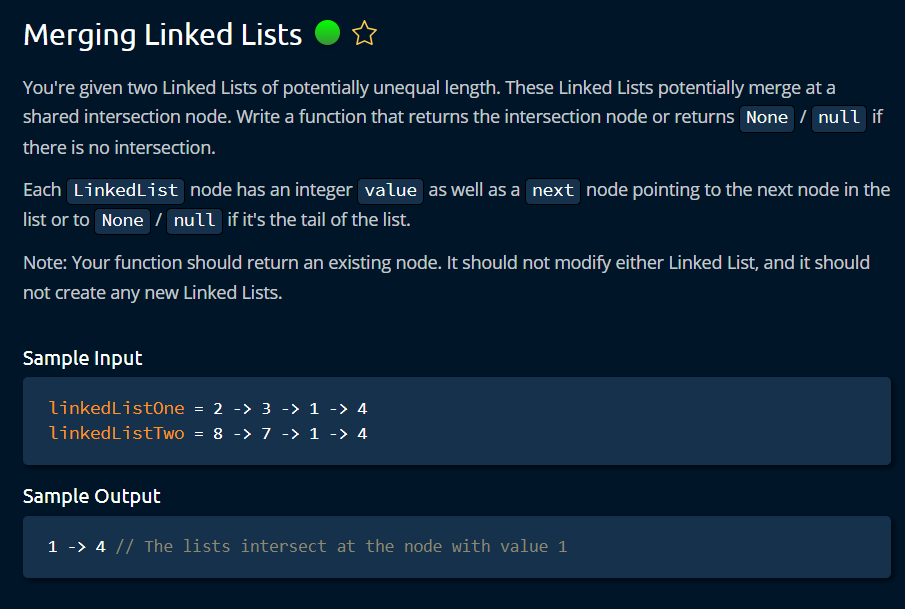 Merging Linked Lists
You're given two Linked Lists of potentially unequal length. These Linked Lists potentially merge at a
shared intersection node. Write a function that returns the intersection node or returns None / null if
there is no intersection.
Each LinkedList node has an integer value as well as a next node pointing to the next node in the
list or to None / null if it's the tail of the list.
Note: Your function should return an existing node. It should not modify either Linked List, and it should
not create any new Linked Lists.
Sample Input
linkedListOne = 2 -> 3 -> 1 -> 4
linkedListTwo = 8 -> 7 -> 1 -> 4
Sample Output
1 -> 4 // The lists intersect at the node with value 1